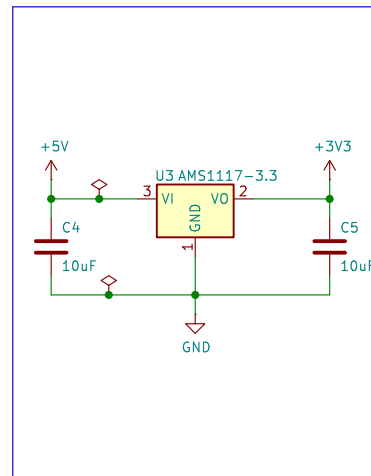 +5V
+3V3
U3 AMS1117-3.3
3
VI
VO
2
GND
1
C4
10uF
C5
10uF
GND